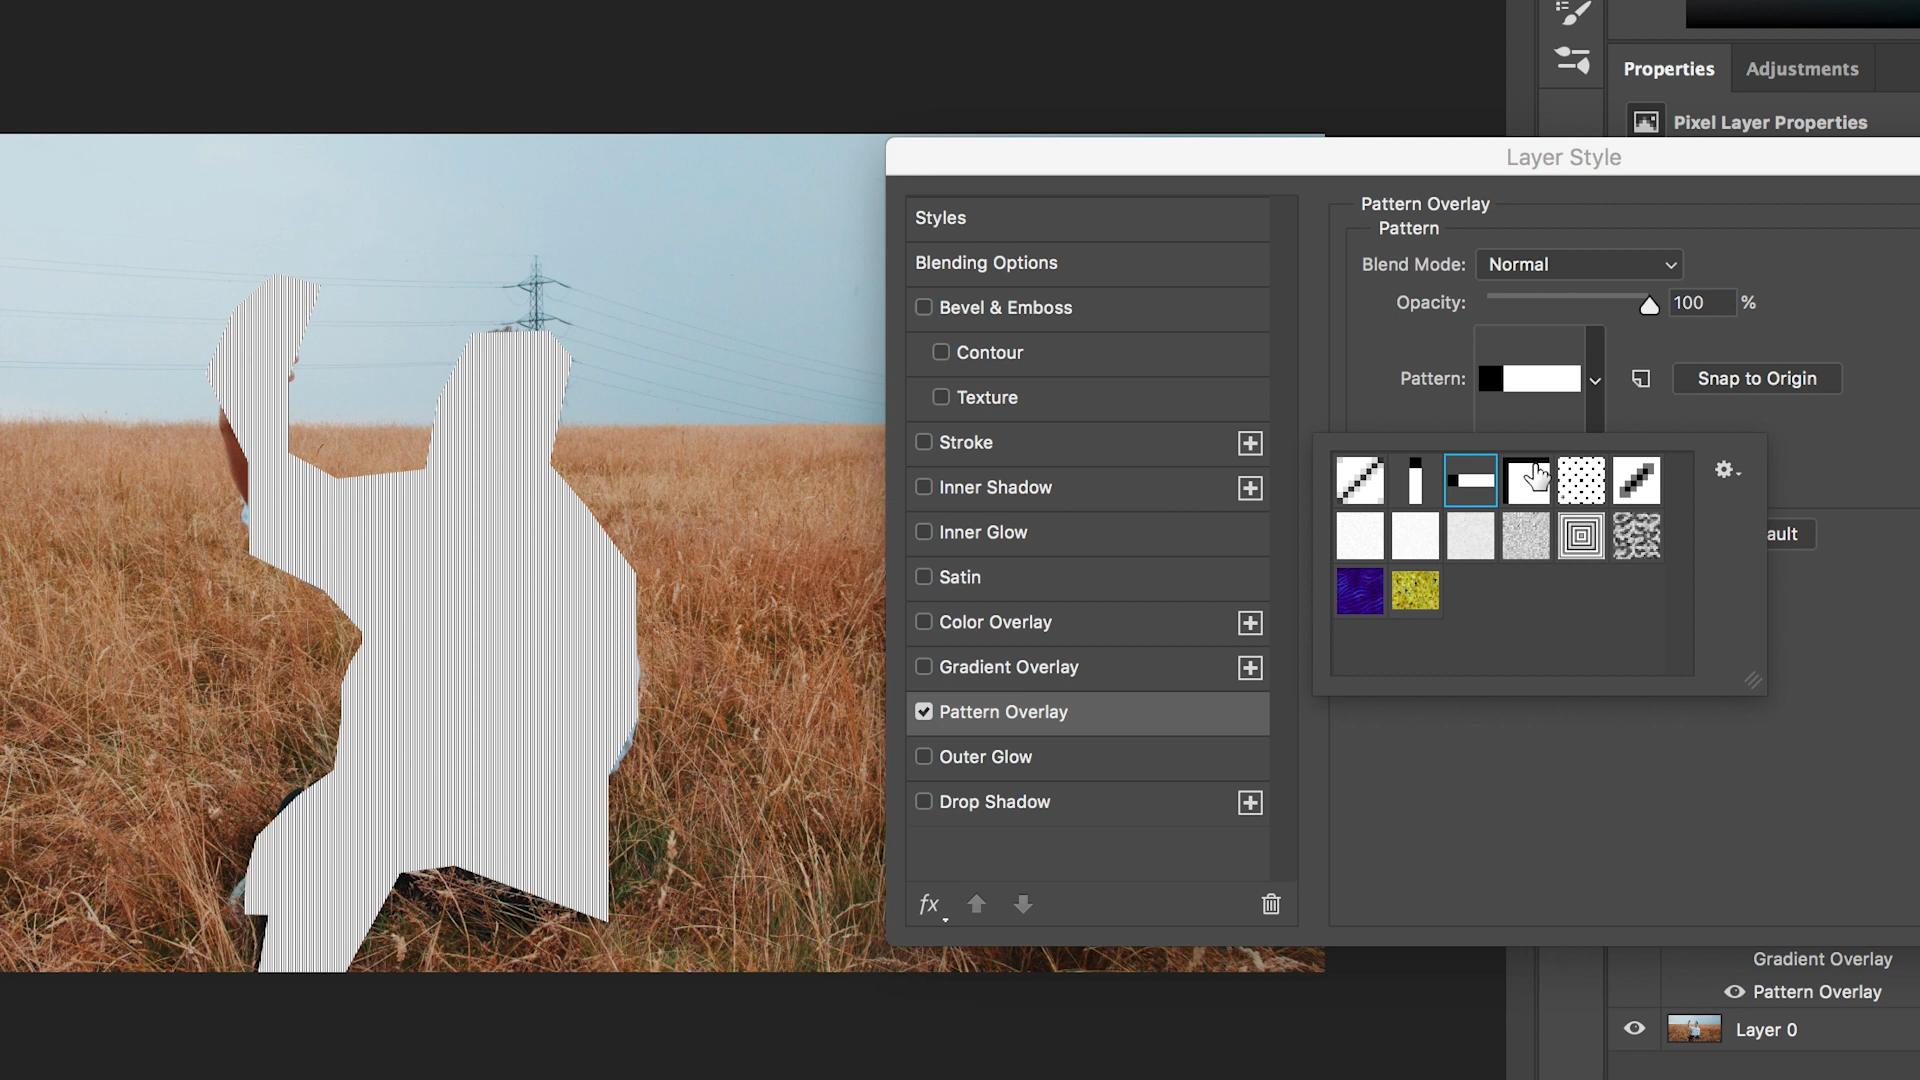 Properties
Adjustments
Pixel Layer Properties
Layer Style
Styles
Blending Options
Bevel & Emboss
Contour
Texture
Stroke
Inner Shadow
Inner Glow
Satin
Color Overlay
Gradient Overlay
Pattern Overlay
Outer Glow
Drop Shadow
fx
Pattern Overlay
Pattern
Blend Mode: Normal
Opacity: 100 %
Pattern: Snap to Origin
ault
Gradient Overlay
Pattern Overlay
Layer 0